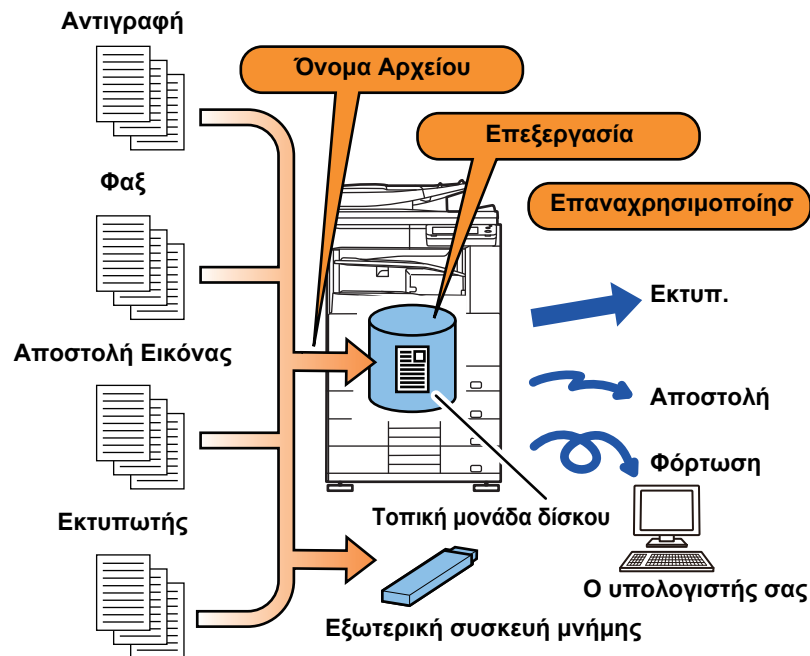 Αντιγραφή
Όνομα Αρχείου
Επεξεργασία
Φαξ
Επαναχρησιμοποίησ
Εκτυπ.
Αποστολή Εικόνας
Αποστολή
Φόρτωση
Τοπική μονάδα δίσκου
Εκτυπωτής
Ο υπολογιστής σας
Εξωτερική συσκευή μνήμης